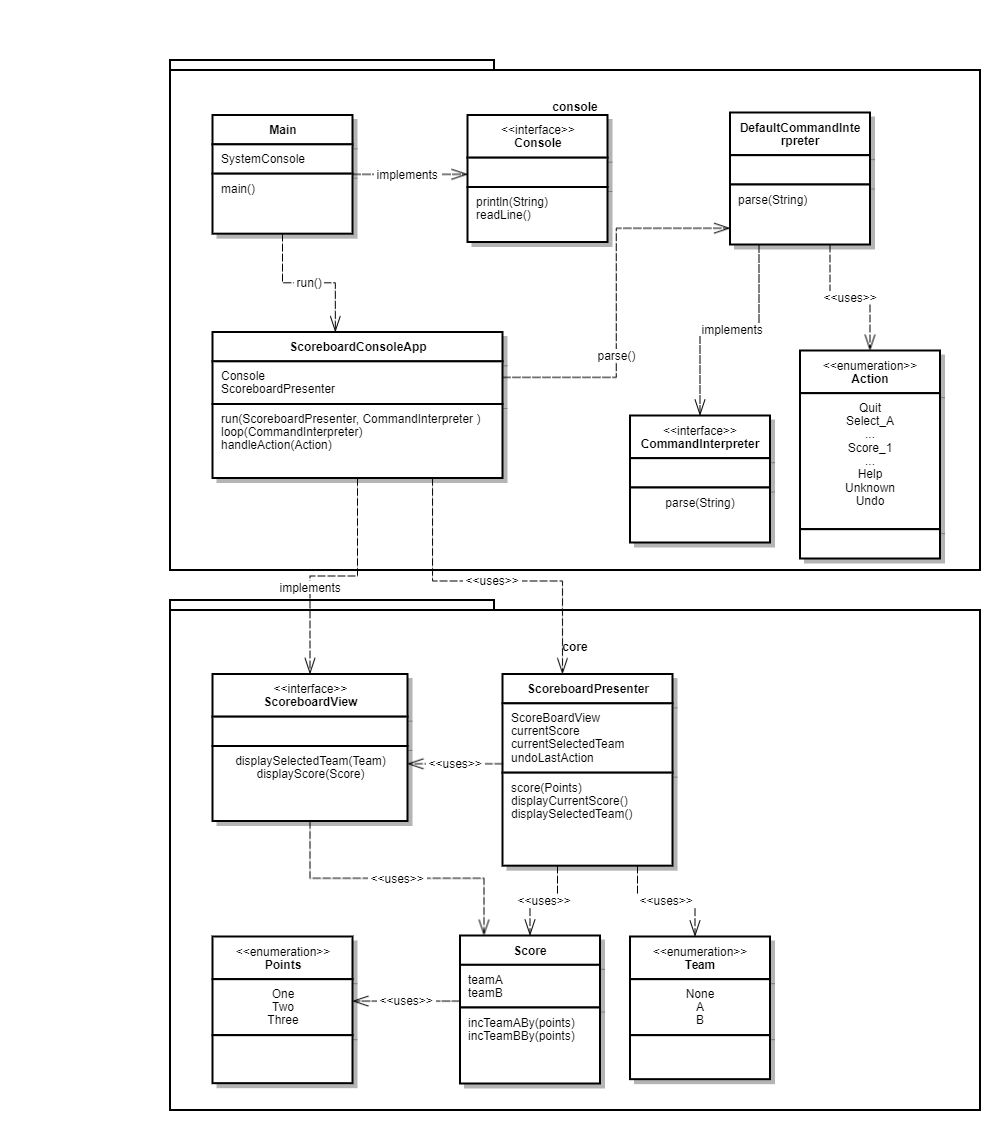 console
Main
SystemConsole
main()
<<interface>>
Console
println(String)
readLine()
DefaultCommandInte
rpreter
parse(String)
implements
run()
<<uses>>
implements
parse()
ScoreboardConsoleApp
Console
ScoreboardPresenter
run(ScoreboardPresenter, CommandInterpreter )
loop(CommandInterpreter)
handleAction(Action)
<<interface>>
CommandInterpreter
parse(String)
<<enumeration>>
Action
Quit
Select_A
...
Score_1
...
Help
Unknown
Undo
implements
<<uses>>
core
<<interface>>
ScoreboardView
displaySelectedTeam(Team)
displayScore(Score)
ScoreboardPresenter
ScoreBoardView
currentScore
currentSelectedTeam
undoLastAction
score(Points)
displayCurrentScore()
displaySelectedTeam()
<<uses>>
<<uses>>
<<uses>>
<<uses>>
<<enumeration>>
Points
One
Two
Three
<<uses>>
Score
teamA
teamB
incTeamABy(points)
incTeamBBy(points)
<<enumeration>>
Team
None
A
B